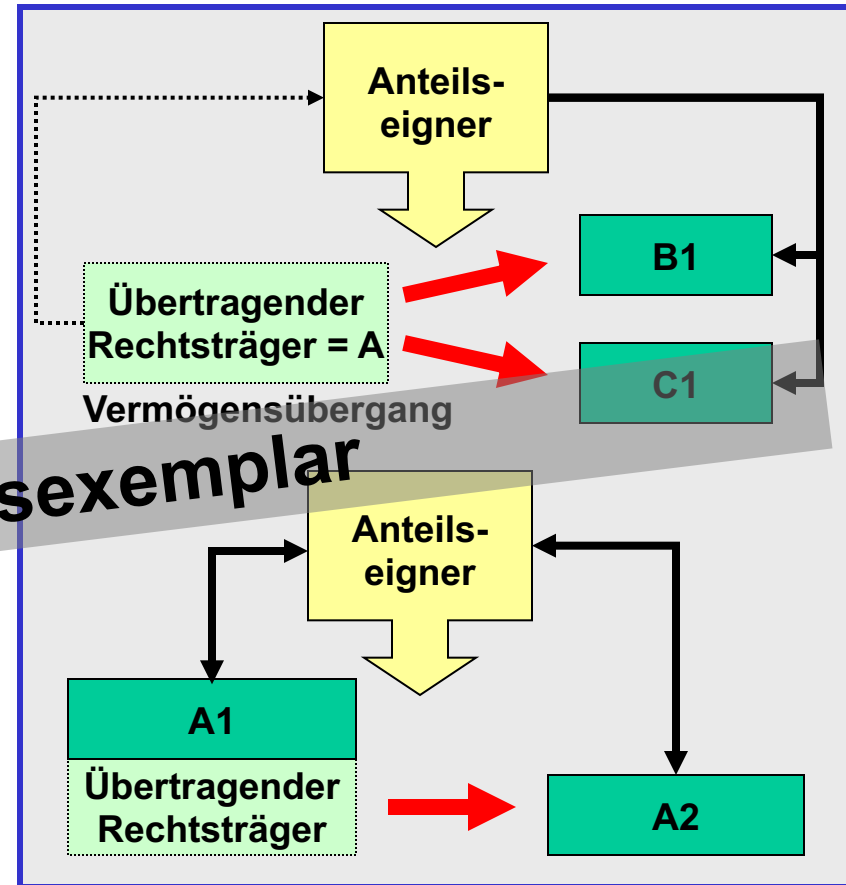 Anteils-
eigner
B1
Übertragender
Rechtsträger = A
C1
Vermögensübergang
sexemplar
Anteils-
eigner
A1
Übertragender
Rechtsträger
A2